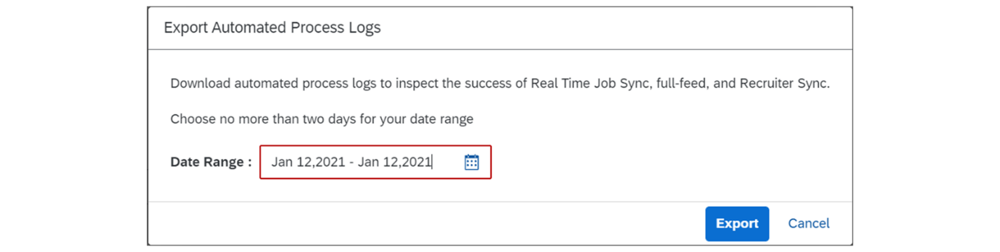 Export Automated Process Logs
Download automated process logs to inspect the success of Real Time Job Sync, full-feed, and Recruiter Sync.
Choose no more than two days for your date range
Date Range : Jan 12,2021 - Jan 12,2021
Export Cancel